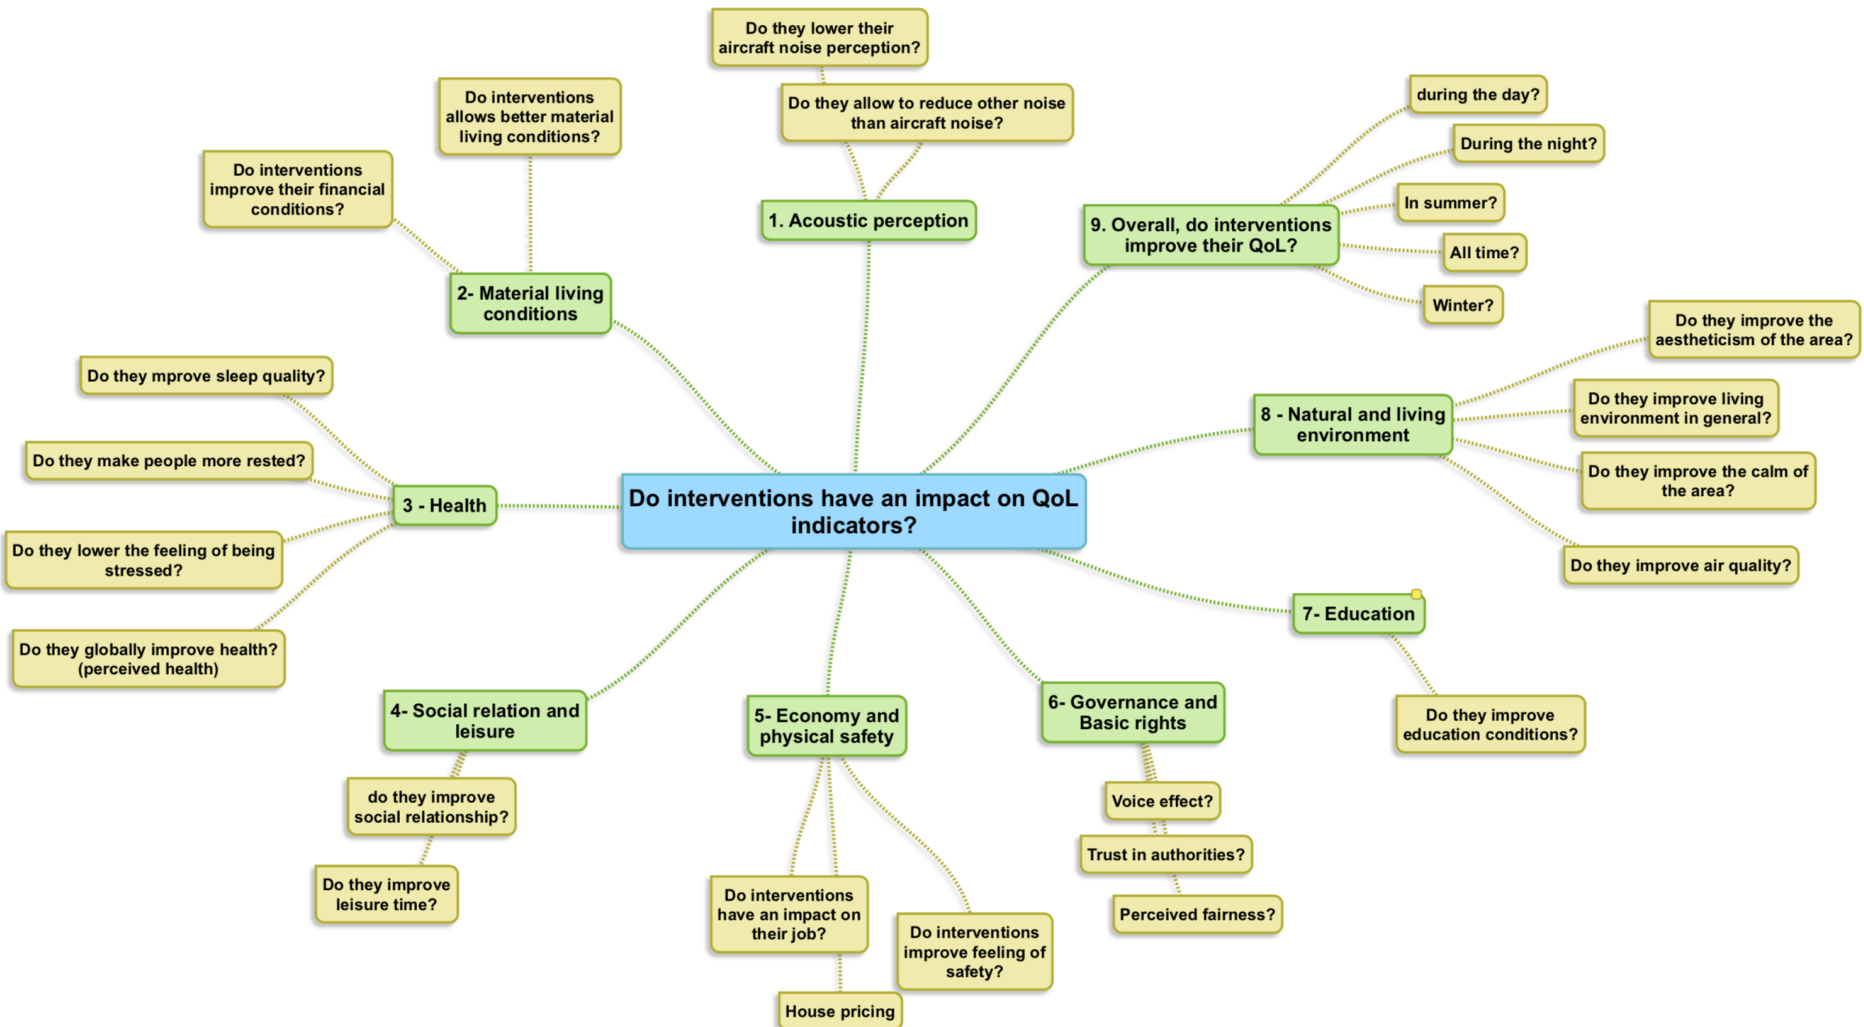 Do they lower their
aircraft noise perception?
Do they allow to reduce other noise
than aircraft noise?
1. Acoustic perception
Do interventions
allows better material
living conditions?
Do interventions
improve their financial
conditions?
2- Material living
conditions
Do they mprove sleep quality?
Do they make people more rested?
3 - Health
Do they lower the feeling of being
stressed?
Do they globally improve health?
(perceived health)
Do interventions have an impact on QoL
indicators?
4- Social relation and
leisure
do they improve
social relationship?
Do they improve
leisure time?
5- Economy and
physical safety
Do interventions
have an impact on
their job?
House pricing
Do interventions
improve feeling of
safety?
6- Governance and
Basic rights
Voice effect?
Trust in authorities?
Perceived fairness?
7- Education
Do they improve
education conditions?
8 - Natural and living
environment
Do they improve the
aestheticism of the area?
Do they improve living
environment in general?
Do they improve the calm of
the area?
Do they improve air quality?
9. Overall, do interventions
improve their QoL?
during the day?
During the night?
In summer?
All time?
Winter?